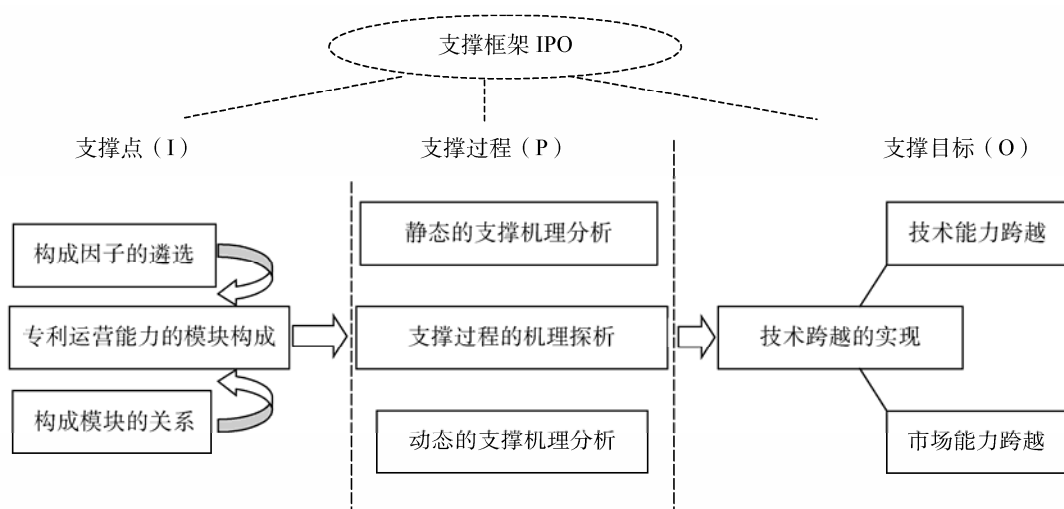 支撑框架 IPO
支撑点（I）
支撑过程（P）
支撑目标（O）
构成因子的遴选
专利运营能力的模块构成
构成模块的关系
静态的支撑机理分析
支撑过程的机理探析
动态的支撑机理分析
技术能力跨越
技术跨越的实现
市场能力跨越